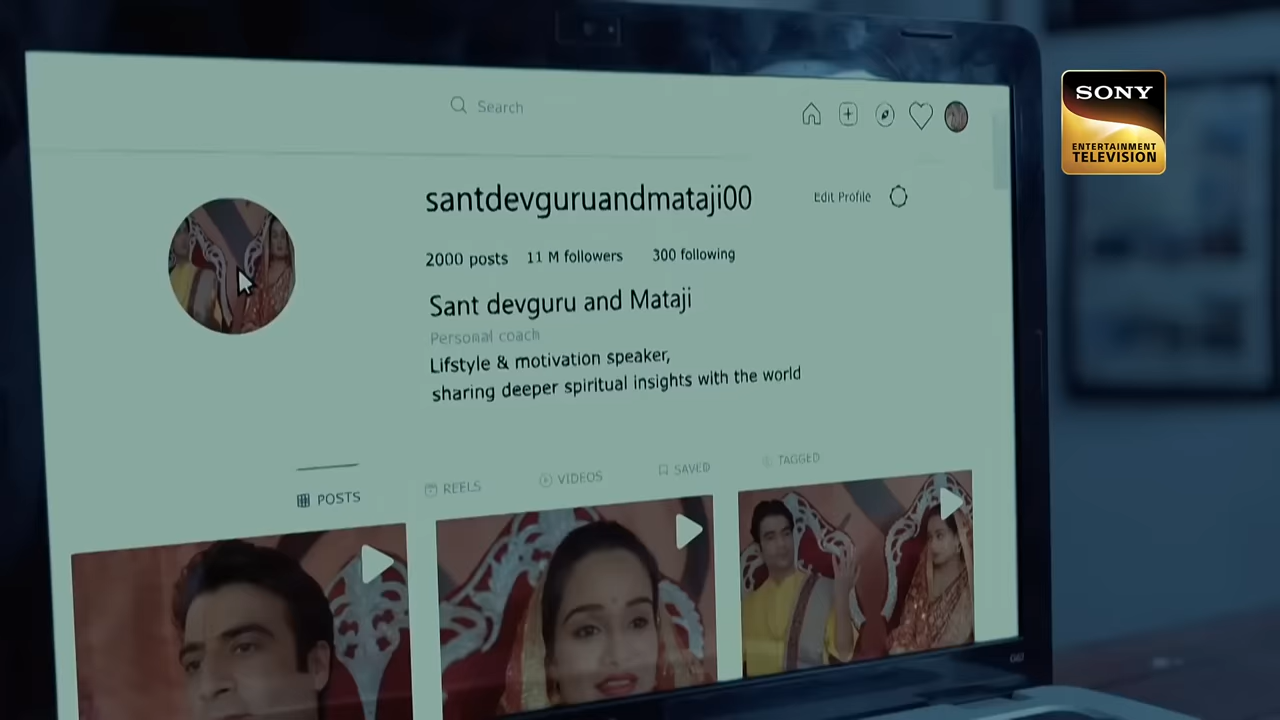 SONY
ENTERTAINMENT
TELEVISION
Search
santdevguruandmataji00
Edit Profile
2000 posts 11 M followers 300 following
Sant devguru and Mataji
Personal coach
Lifstyle & motivation speaker,
sharing deeper spiritual insights with the world
POSTS REELS VIDEOS SAVED TAGGED